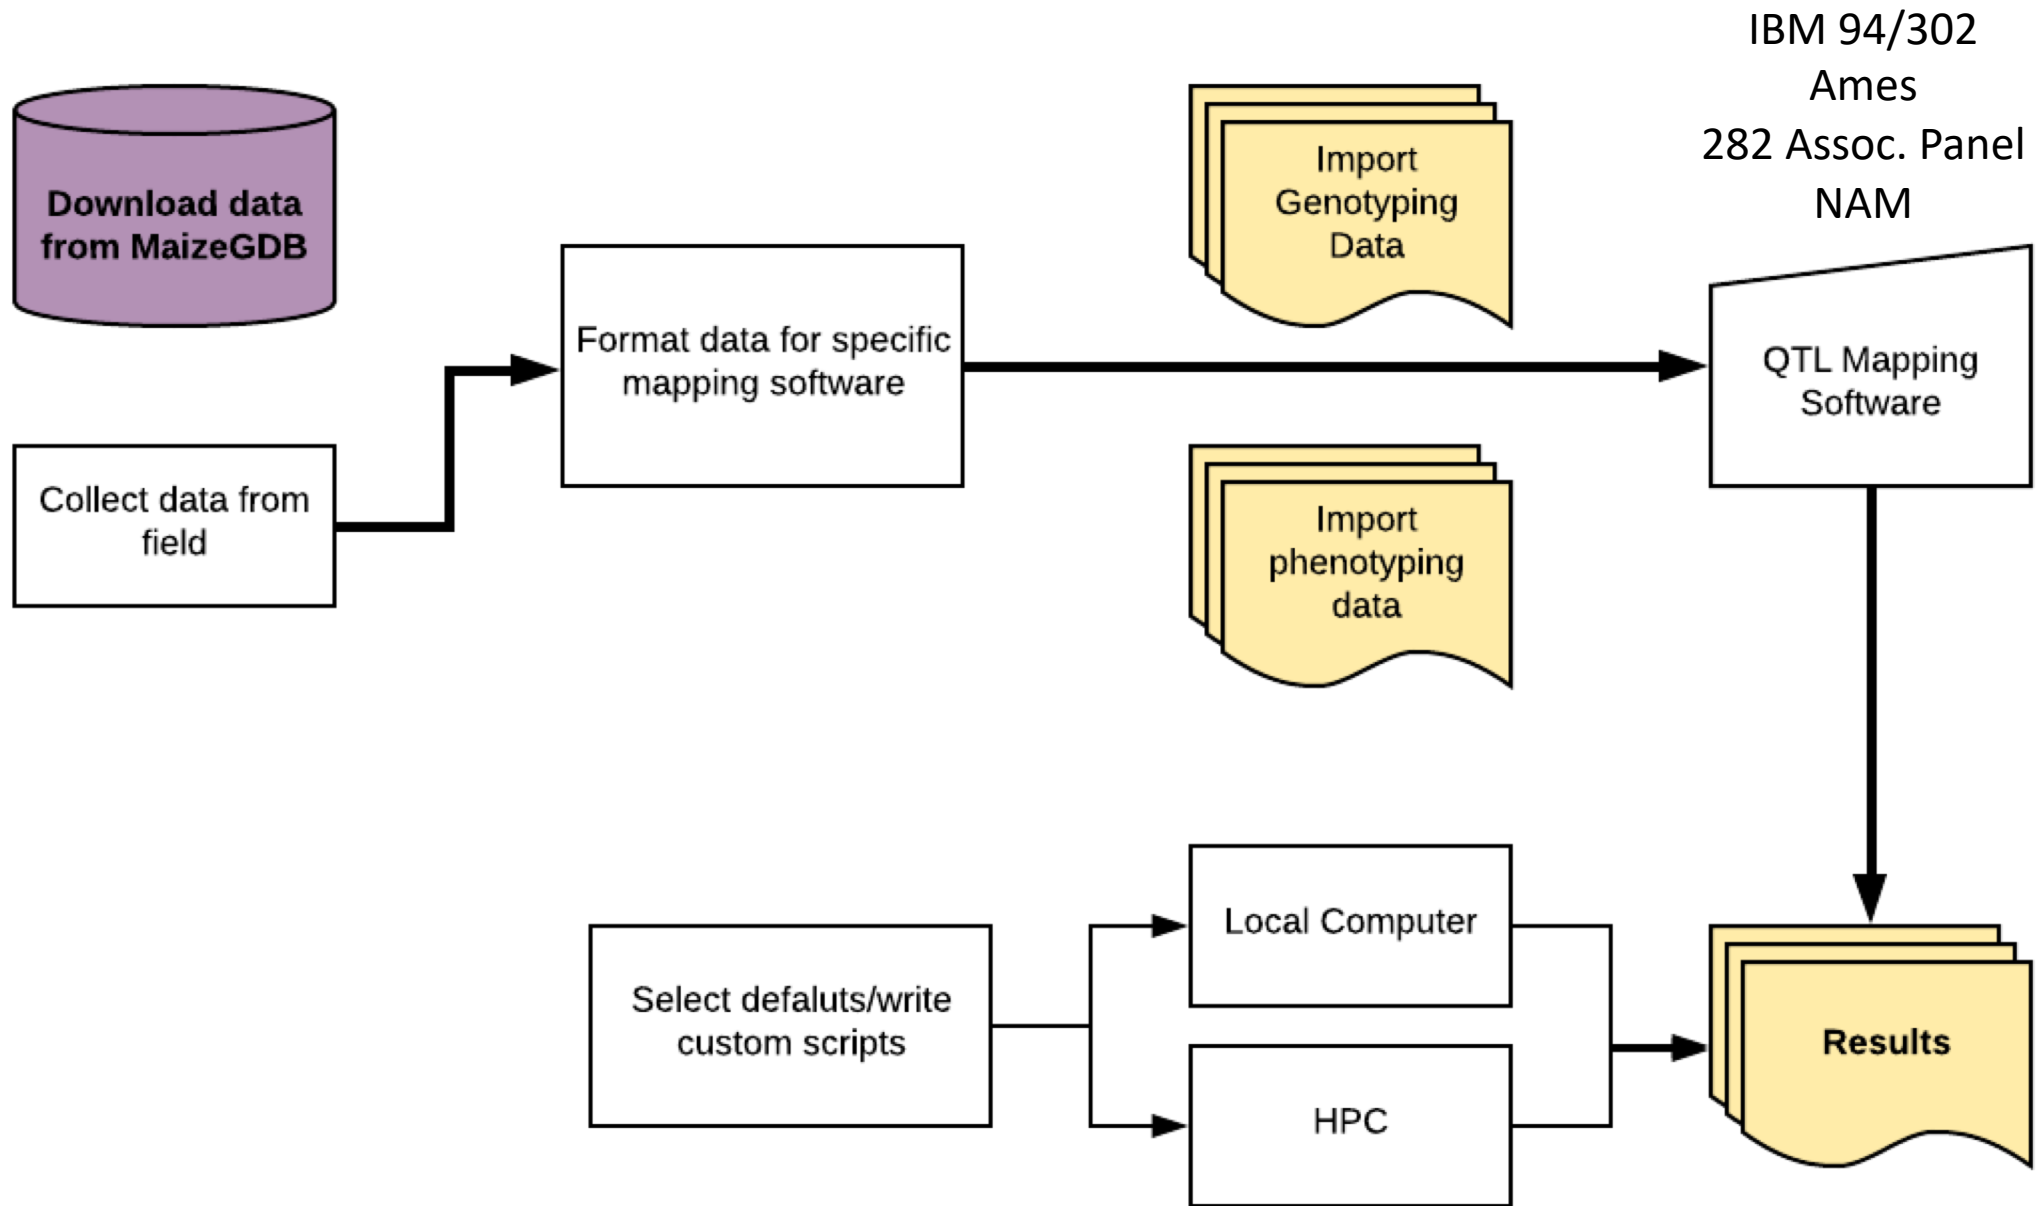 IBM 94/302
Ames
282 Assoc. Panel
NAM
Download data
from MaizeGDB
Import
Genotyping
Data
Format data for specific
mapping software
QTL Mapping
Software
Collect data from
field
Import
phenotyping
data
Local Computer
Select defaluts/write
custom scripts
Results
HPC